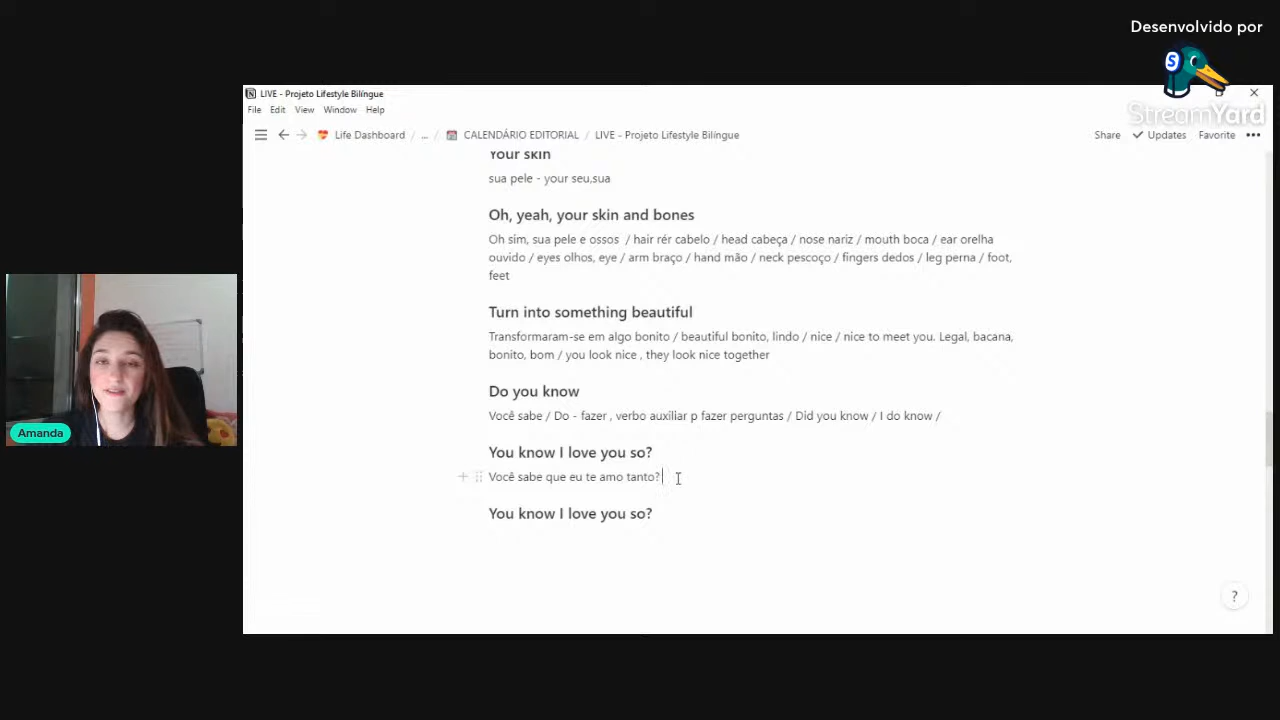 Desenvolvido por
S
StreamYard
LIVE - Projeto Lifestyle Bilíngue
File Edit View Window Help
Life Dashboard / ... / CALENDÁRIO EDITORIAL / LIVE - Projeto Lifestyle Bilíngue
Share Updates Favorite •••
Your skin
sua pele - your seu,sua
Oh, yeah, your skin and bones
Oh sim, sua pele e ossos / hair rér cabelo / head cabeça / nose nariz / mouth boca / ear orelha
ouvido / eyes olhos, eye / arm braço / hand mão / neck pescoço / fingers dedos / leg perna / foot,
feet
Turn into something beautiful
Transformaram-se em algo bonito / beautiful bonito, lindo / nice / nice to meet you. Legal, bacana,
bonito, bom / you look nice , they look nice together
Do you know
Você sabe / Do - fazer , verbo auxiliar p fazer perguntas / Did you know / I do know /
Amanda
You know I love you so?
Você sabe que eu te amo tanto?
You know I love you so?
?